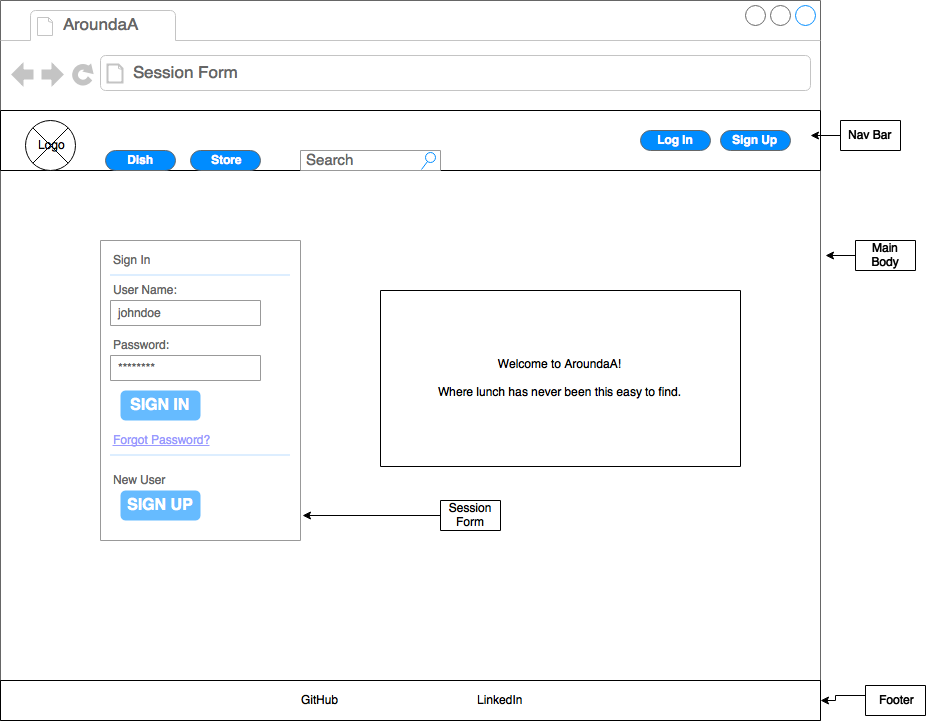 AroundaA
Session Form
Logo
Dish
Store
Search
Log In
Sign Up
Nav Bar
Main
Body
Sign In
User Name:
johndoe
Password:
********
SIGN IN
Forgot Password?
New User
SIGN UP
Welcome to AroundaA!
Where lunch has never been this easy to find.
Session
Form
GitHub
LinkedIn
Footer